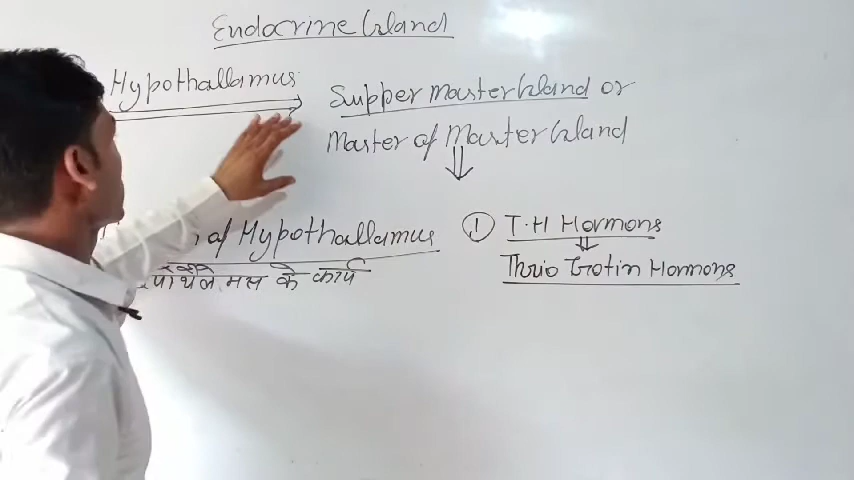 Endocrine Gland
Hypothallamus
Supper Master Gland or
Master of Master Gland
of Hypothallamus
के कार्य
① T.H Hormons
Thrio Trotin Hormons